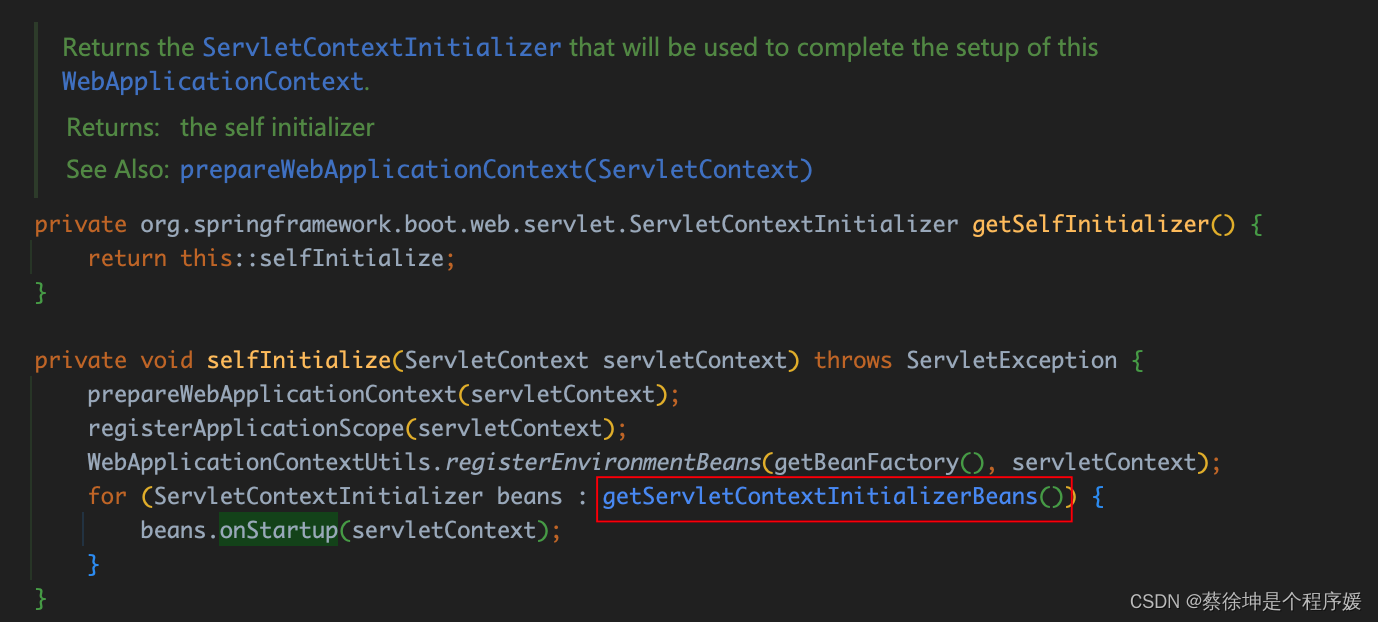 Returns the ServletContextInitializer that will be used to complete the setup of this
WebApplicationContext.
Returns: the self initializer
See Also: prepareWebApplicationContext(ServletContext)
private org.springframework.boot.web.servlet.ServletContextInitializer getSelfInitializer() {
return this::selfInitialize;
}
private void selfInitialize(ServletContext servletContext) throws ServletException {
prepareWebApplicationContext(servletContext);
registerApplicationScope(servletContext);
WebApplicationContextUtils.registerEnvironmentBeans(getBeanFactory(), servletContext);
for (ServletContextInitializer beans : getServletContextInitializerBeans()) {
beans.onStartup(servletContext);
}
}
CSDN @蔡徐坤是个程序媛